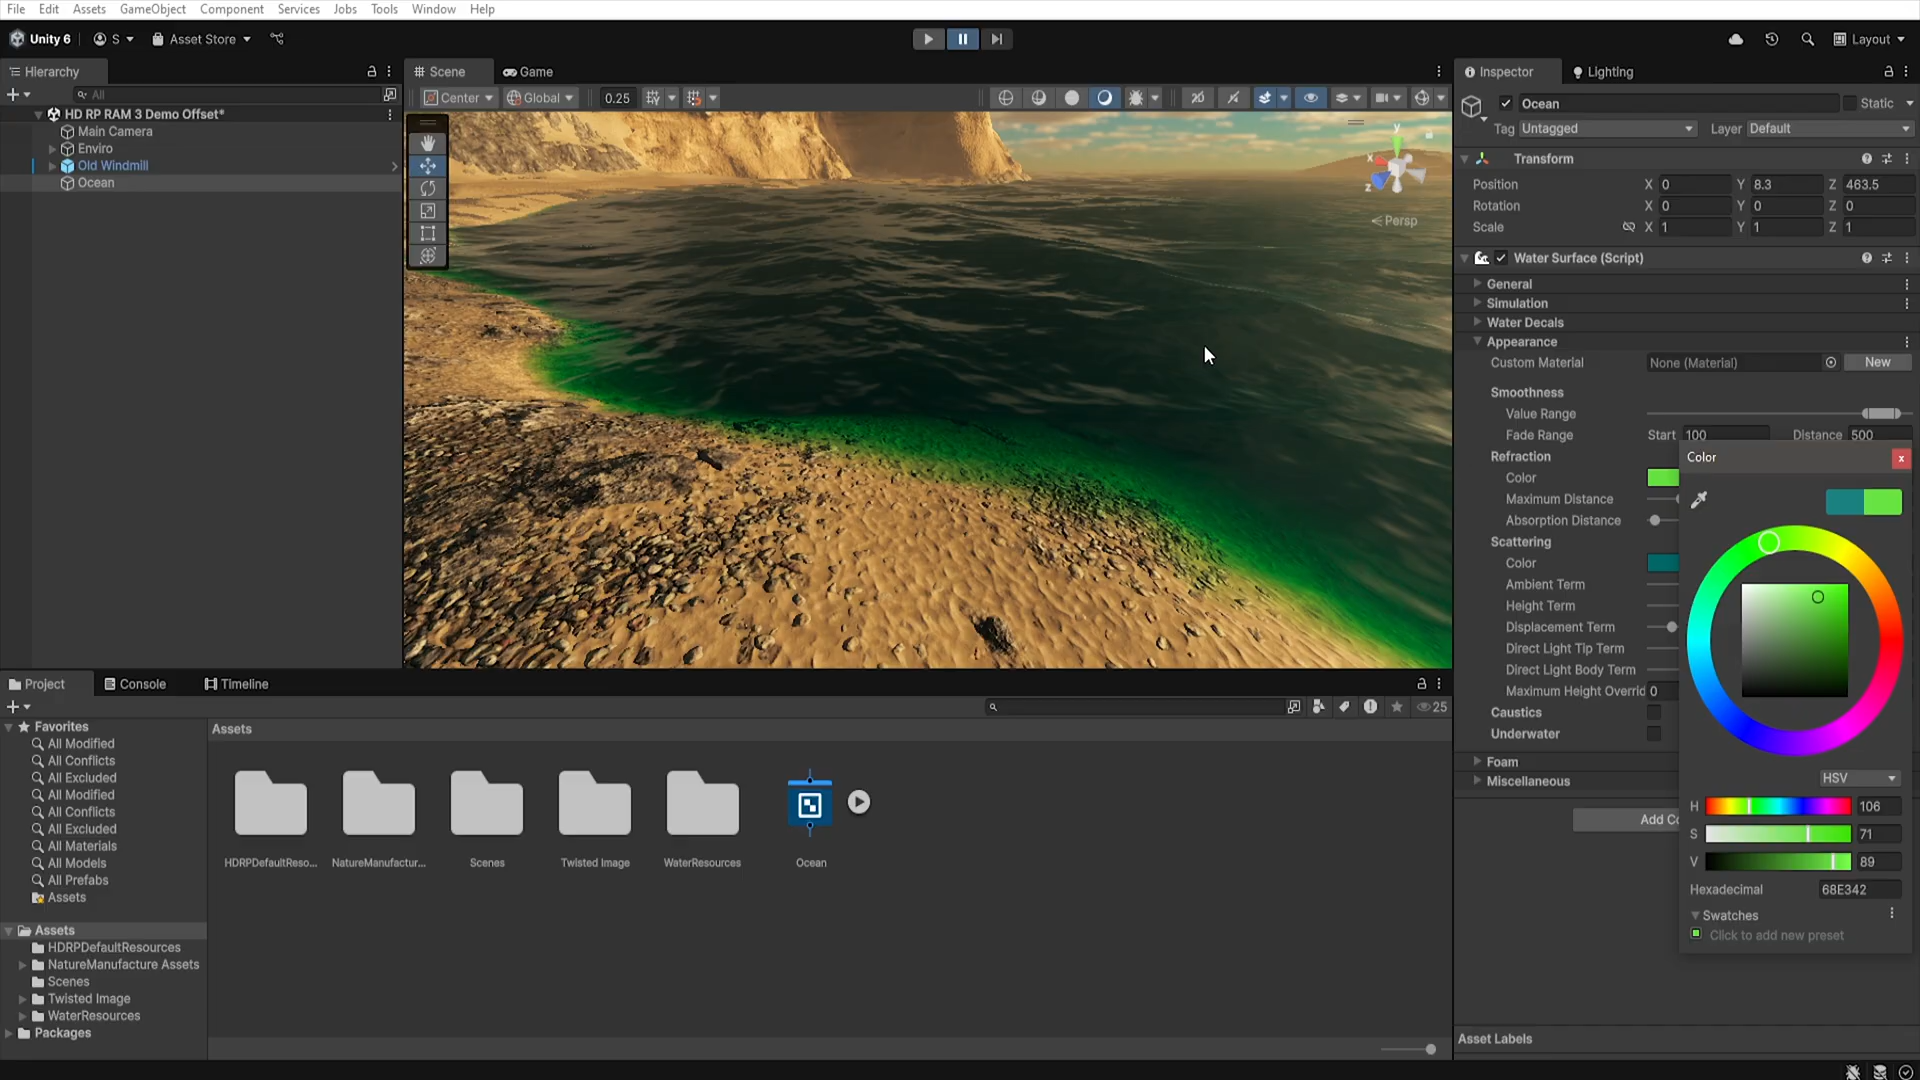 File Edit Assets GameObject Component Services Jobs Tools Window Help
Unity 6 S Asset Store Layout
Hierarchy
All
HD RP RAM 3 Demo Offset*
Main Camera
Enviro
Old Windmill
Ocean
Scene Game
Center Global 0.25 2D
y
x
z
Persp
Inspector Lighting
Ocean Static
Tag Untagged Layer Default
Transform
Position X 0 Y 8.3 Z 463.5
Rotation X 0 Y 0 Z 0
Scale X 1 Y 1 Z 1
Water Surface (Script)
General
Simulation
Water Decals
Appearance
Custom Material None (Material) New
Smoothness
Value Range
Fade Range Start 100 Distance 500
Refraction
Color
Maximum Distance
Absorption Distance
Scattering
Color
Ambient Term
Height Term
Displacement Term
Direct Light Tip Term
Direct Light Body Term
Maximum Height Overric 0
Caustics
Underwater
Foam
Miscellaneous
Add Co
Color
x
HSV
H 106
S 71
V 89
Hexadecimal 68E342
Swatches
Click to add new preset
Asset Labels
Project Console Timeline
25
Favorites
All Modified
All Conflicts
All Excluded
All Modified
All Conflicts
All Excluded
All Materials
All Models
All Prefabs
Assets
Assets
HDRPDefaultResources
NatureManufacture Assets
Scenes
Twisted Image
WaterResources
Packages
Assets
HDRPDefaultReso... NatureManufactur... Scenes Twisted Image WaterResources Ocean